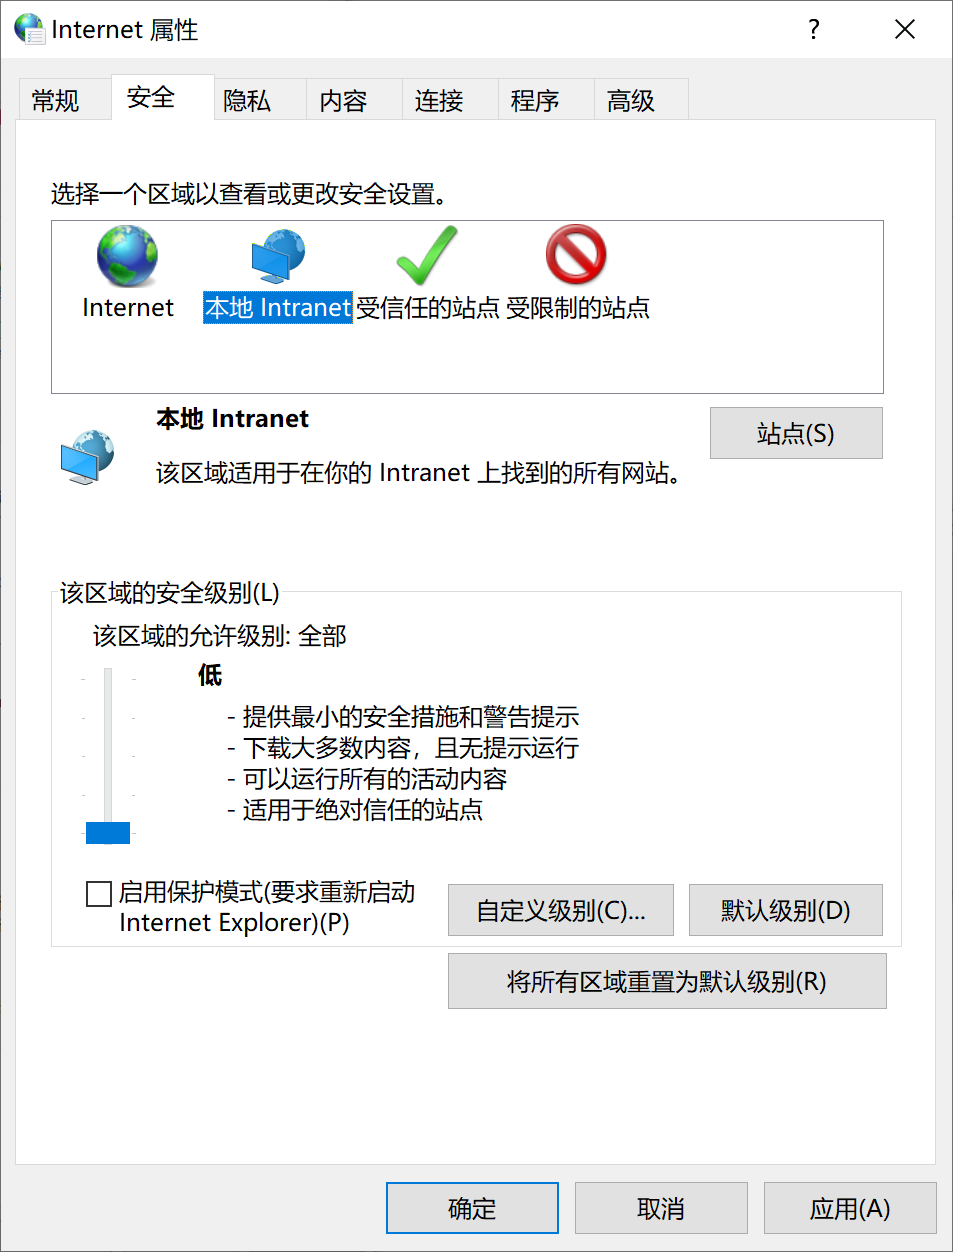 Internet 属性
?
常规 安全 隐私 内容 连接 程序 高级
选择一个区域以查看或更改安全设置。
Internet 本地 Intranet 受信任的站点 受限制的站点
本地 Intranet
站点(S)
该区域适用于在你的 Intranet 上找到的所有网站。
该区域的安全级别(L)
该区域的允许级别: 全部
低
- 提供最小的安全措施和警告提示
- 下载大多数内容，且无提示运行
- 可以运行所有的活动内容
- 适用于绝对信任的站点
启用保护模式(要求重新启动
Internet Explorer)(P)
自定义级别(C)... 默认级别(D)
将所有区域重置为默认级别(R)
确定 取消 应用(A)